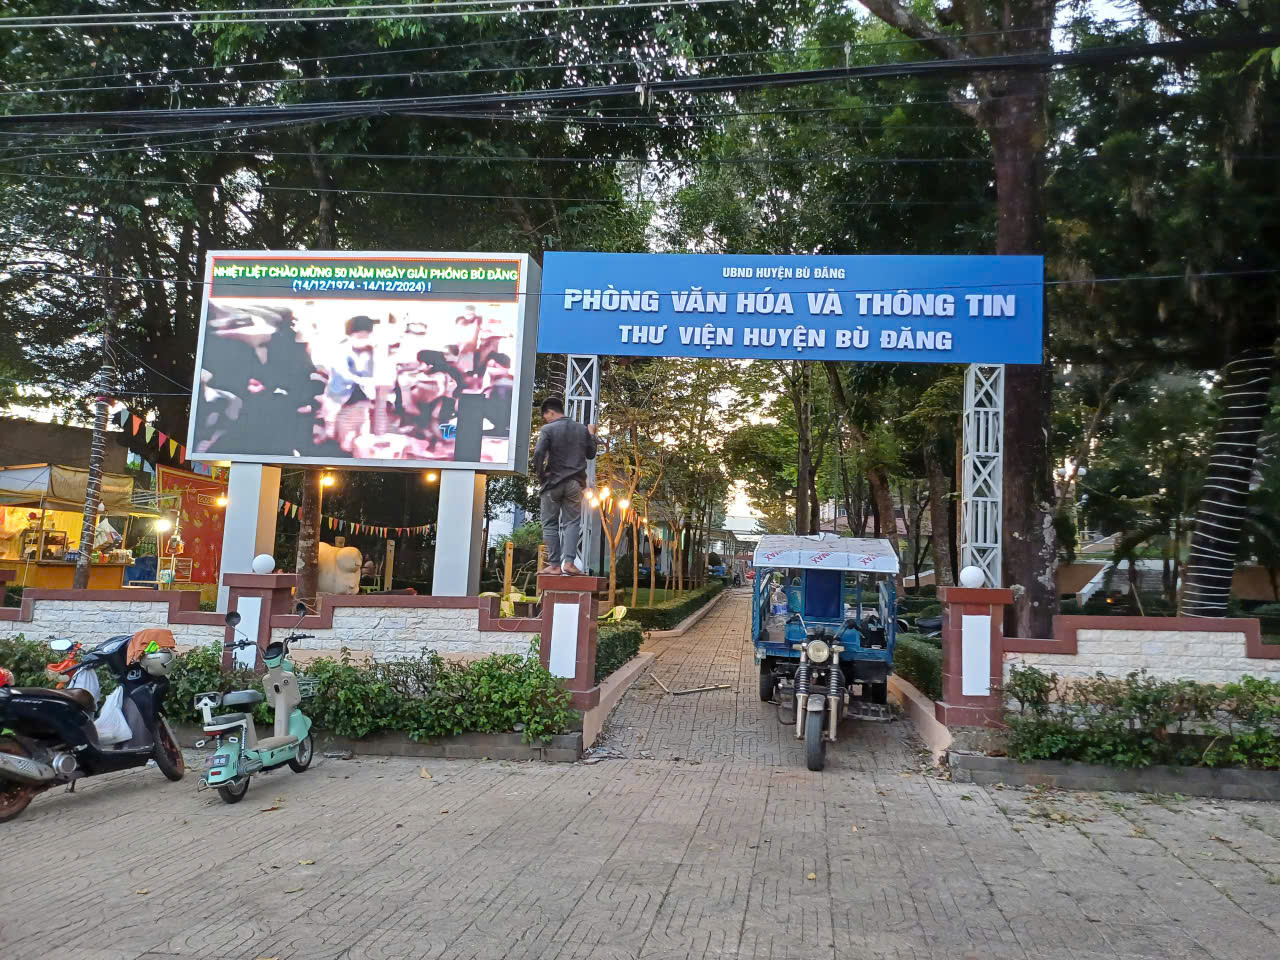 NHIỆT LIỆT CHÀO MỪNG 50 NĂM NGÀY GIẢI PHÓNG BÙ ĐĂNG
(14/12/1974 - 14/12/2024) !
UBND HUYỆN BÙ ĐĂNG
PHÒNG VĂN HÓA VÀ THÔNG TIN
THƯ VIỆN HUYỆN BÙ ĐĂNG